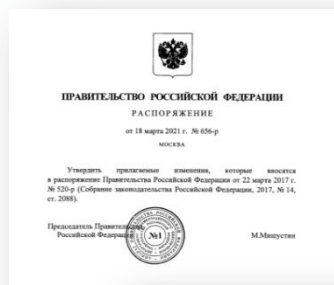 ПРАВИТЕЛЬСТВО РОССИЙСКОЙ ФЕДЕРАЦИИ
РАСПОРЯЖЕНИЕ
от 18 марта 2021 г. № 656-р
МОСКВА
Утвердить прилагаемые изменения, которые вносятся
в распоряжение Правительства Российской Федерации от 22 марта 2017 г.
№ 520-р (Собрание законодательства Российской Федерации, 2017, № 14,
ст. 2088).
Председатель Правительства
Российской Федерации
№1
М.Мишустин